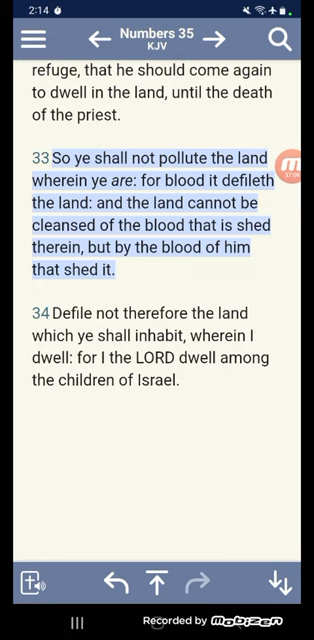 2:14
Numbers 35
KJV
refuge, that he should come again
to dwell in the land, until the death
of the priest.
33 So ye shall not pollute the land
wherein ye are: for blood it defileth
the land: and the land cannot be
cleansed of the blood that is shed
therein, but by the blood of him
that shed it.
34 Defile not therefore the land
which ye shall inhabit, wherein I
dwell: for I the LORD dwell among
the children of Israel.
Recorded by mobizen